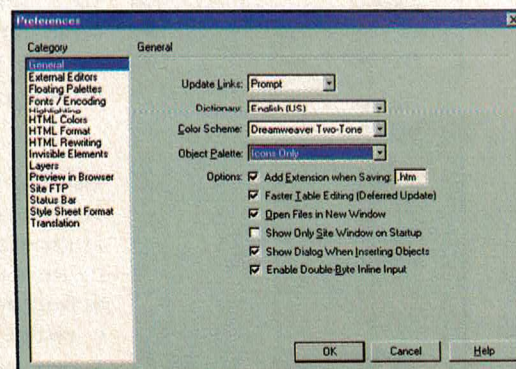 Preferences
Category
General
General
External Editors
Floating Palettes
Fonts / Encoding
Highlighting
HTML Colors
HTML Format
HTML Rewriting
Invisible Elements
Layers
Preview in Browser
Site FTP
Status Bar
Style Sheet Format
Translation
Update Links: Prompt
Dictionary: English (US)
Color Scheme: Dreamweaver Two-Tone
Object Palette: Icons Only
Options: Add Extension when Saving: .htm
Faster Table Editing (Deferred Update)
Open Files in New Window
Show Only Site Window on Startup
Show Dialog When Inserting Objects
Enable Double-Byte Inline Input
OK
Cancel
Help